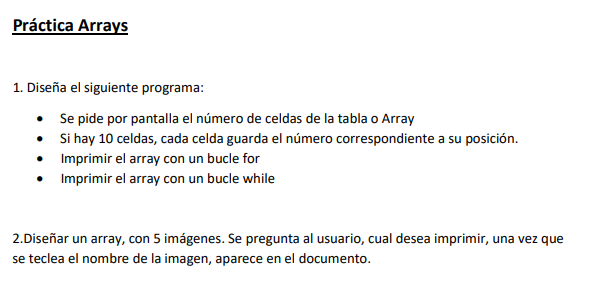 Práctica Arrays
1. Diseña el siguiente programa:
• Se pide por pantalla el número de celdas de la tabla o Array
• Si hay 10 celdas, cada celda guarda el número correspondiente a su posición.
• Imprimir el array con un bucle for
• Imprimir el array con un bucle while
2.Diseñar un array, con 5 imágenes. Se pregunta al usuario, cual desea imprimir, una vez que
se teclea el nombre de la imagen, aparece en el documento.